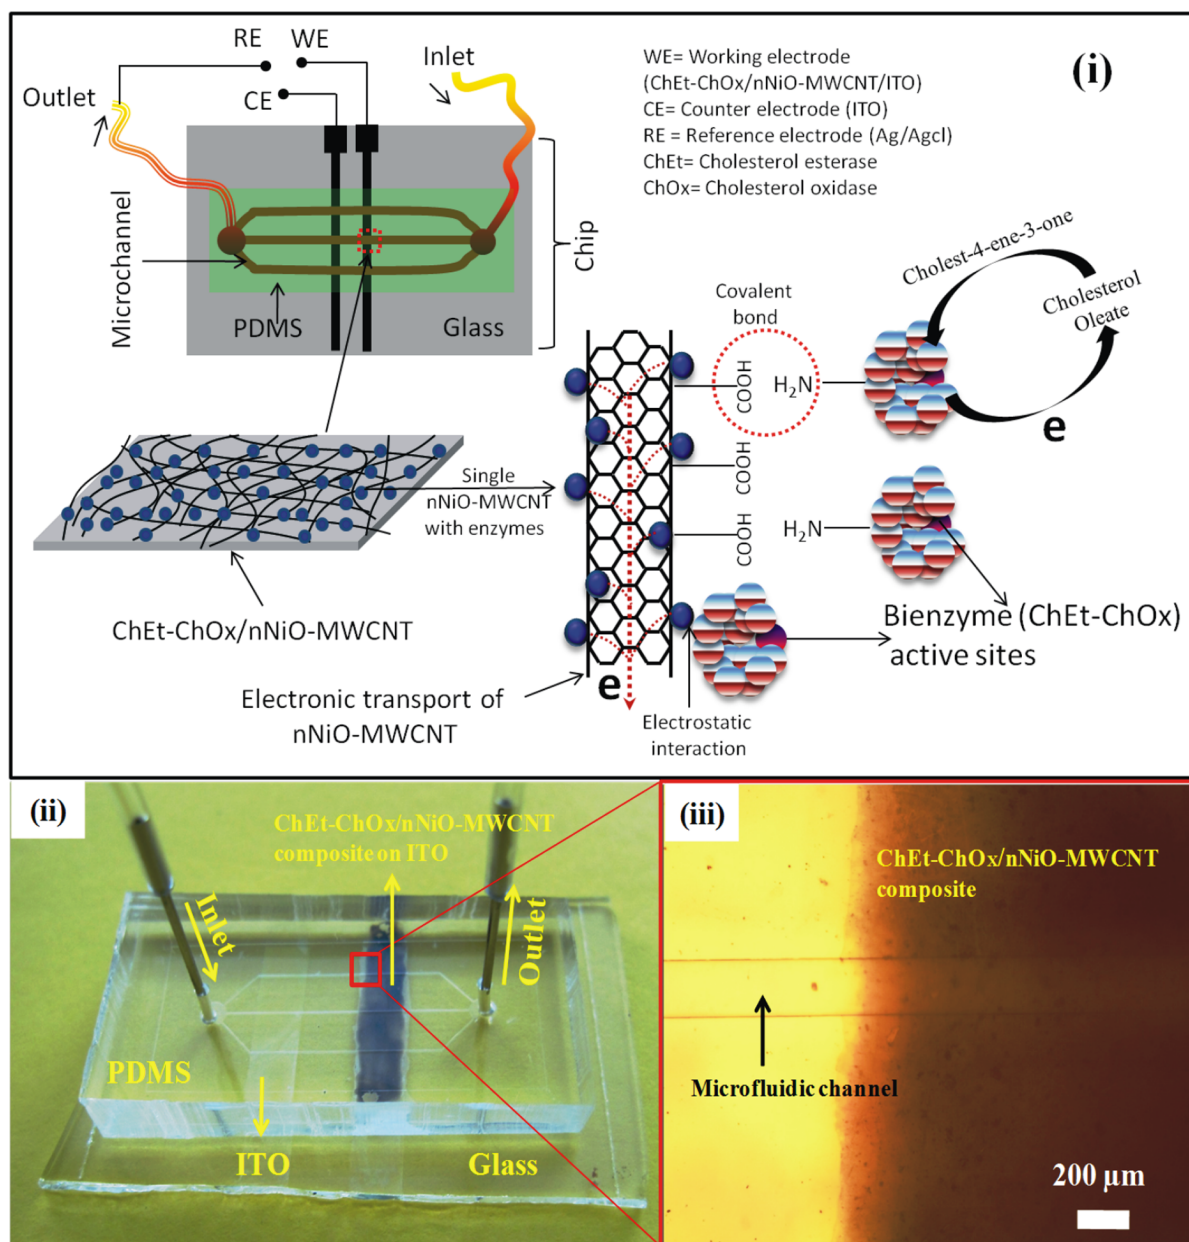 (i)
RE
WE
CE
Inlet
Outlet
WE= Working electrode
(ChEt-ChOx/nNiO-MWCNT/ITO)
CE= Counter electrode (ITO)
RE = Reference electrode (Ag/Agcl)
ChEt= Cholesterol esterase
ChOx= Cholesterol oxidase
Microchannel
PDMS
Glass
Chip
Covalent
bond
Cholest-4-ene-3-one
Cholesterol
Oleate
COOH
H₂N
e
COOH
COOH
H₂N
Single
nNiO-MWCNT
with enzymes
ChEt-ChOx/nNiO-MWCNT
Bienzyme (ChEt-ChOx)
active sites
Electronic transport of
nNiO-MWCNT
e
Electrostatic
interaction
(ii)
ChEt-ChOx/nNiO-MWCNT
composite on ITO
Inlet
Outlet
PDMS
ITO
Glass
(iii)
ChEt-ChOx/nNiO-MWCNT
composite
Microfluidic channel
200 µm